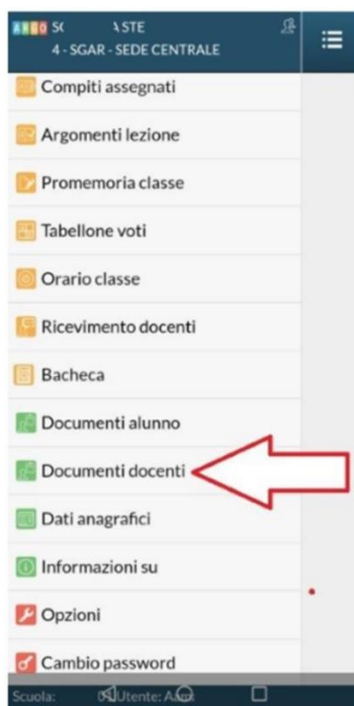 ARGO
4 - SGAR - SEDE CENTRALE
Compiti assegnati
Argomenti lezione
Promemoria classe
Tabellone voti
Orario classe
Ricevimento docenti
Bacheca
Documenti alunno
Documenti docenti
Dati anagrafici
Informazioni su
Opzioni
Cambio password
Scuola: Utente: